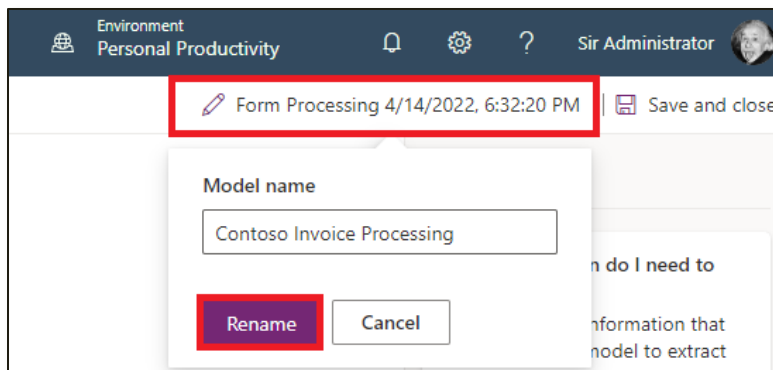 Environment
Personal Productivity
?
Sir Administrator
Form Processing 4/14/2022, 6:32:20 PM
Save and close
Model name
Contoso Invoice Processing
do I need to
Rename
Cancel
information that
model to extract